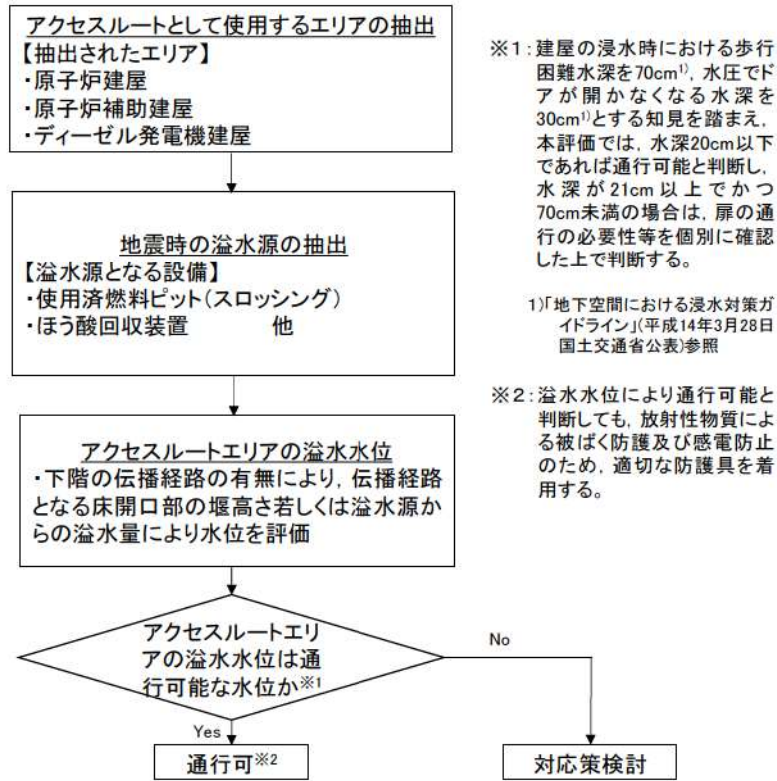 アクセスルートとして使用するエリアの抽出
【抽出されたエリア】
・原子炉建屋
・原子炉補助建屋
・ディーゼル発電機建屋
地震時の溢水源の抽出
【溢水源となる設備】
・使用済燃料ピット(スロッシング)
・ほう酸回収装置　　　他
アクセスルートエリアの溢水水位
・下階の伝播経路の有無により，伝播経路
となる床開口部の堰高さ若しくは溢水源か
らの溢水量により水位を評価
アクセスルートエリ
アの溢水水位は通
行可能な水位か※1
No
Yes
通行可※2
対応策検討
※1：建屋の浸水時における歩行
困難水深を70cm1)，水圧でド
アが開かなくなる水深を
30cm1)とする知見を踏まえ，
本評価では，水深20cm以下
であれば通行可能と判断し，
水深が21cm以上でかつ
70cm未満の場合は，扉の通
行の必要性等を個別に確認
した上で判断する。
1)「地下空間における浸水対策ガ
イドライン」(平成14年3月28日
国土交通省公表)参照
※2：溢水水位により通行可能と
判断しても，放射性物質によ
る被ばく防護及び感電防止
のため，適切な防護具を着
用する。